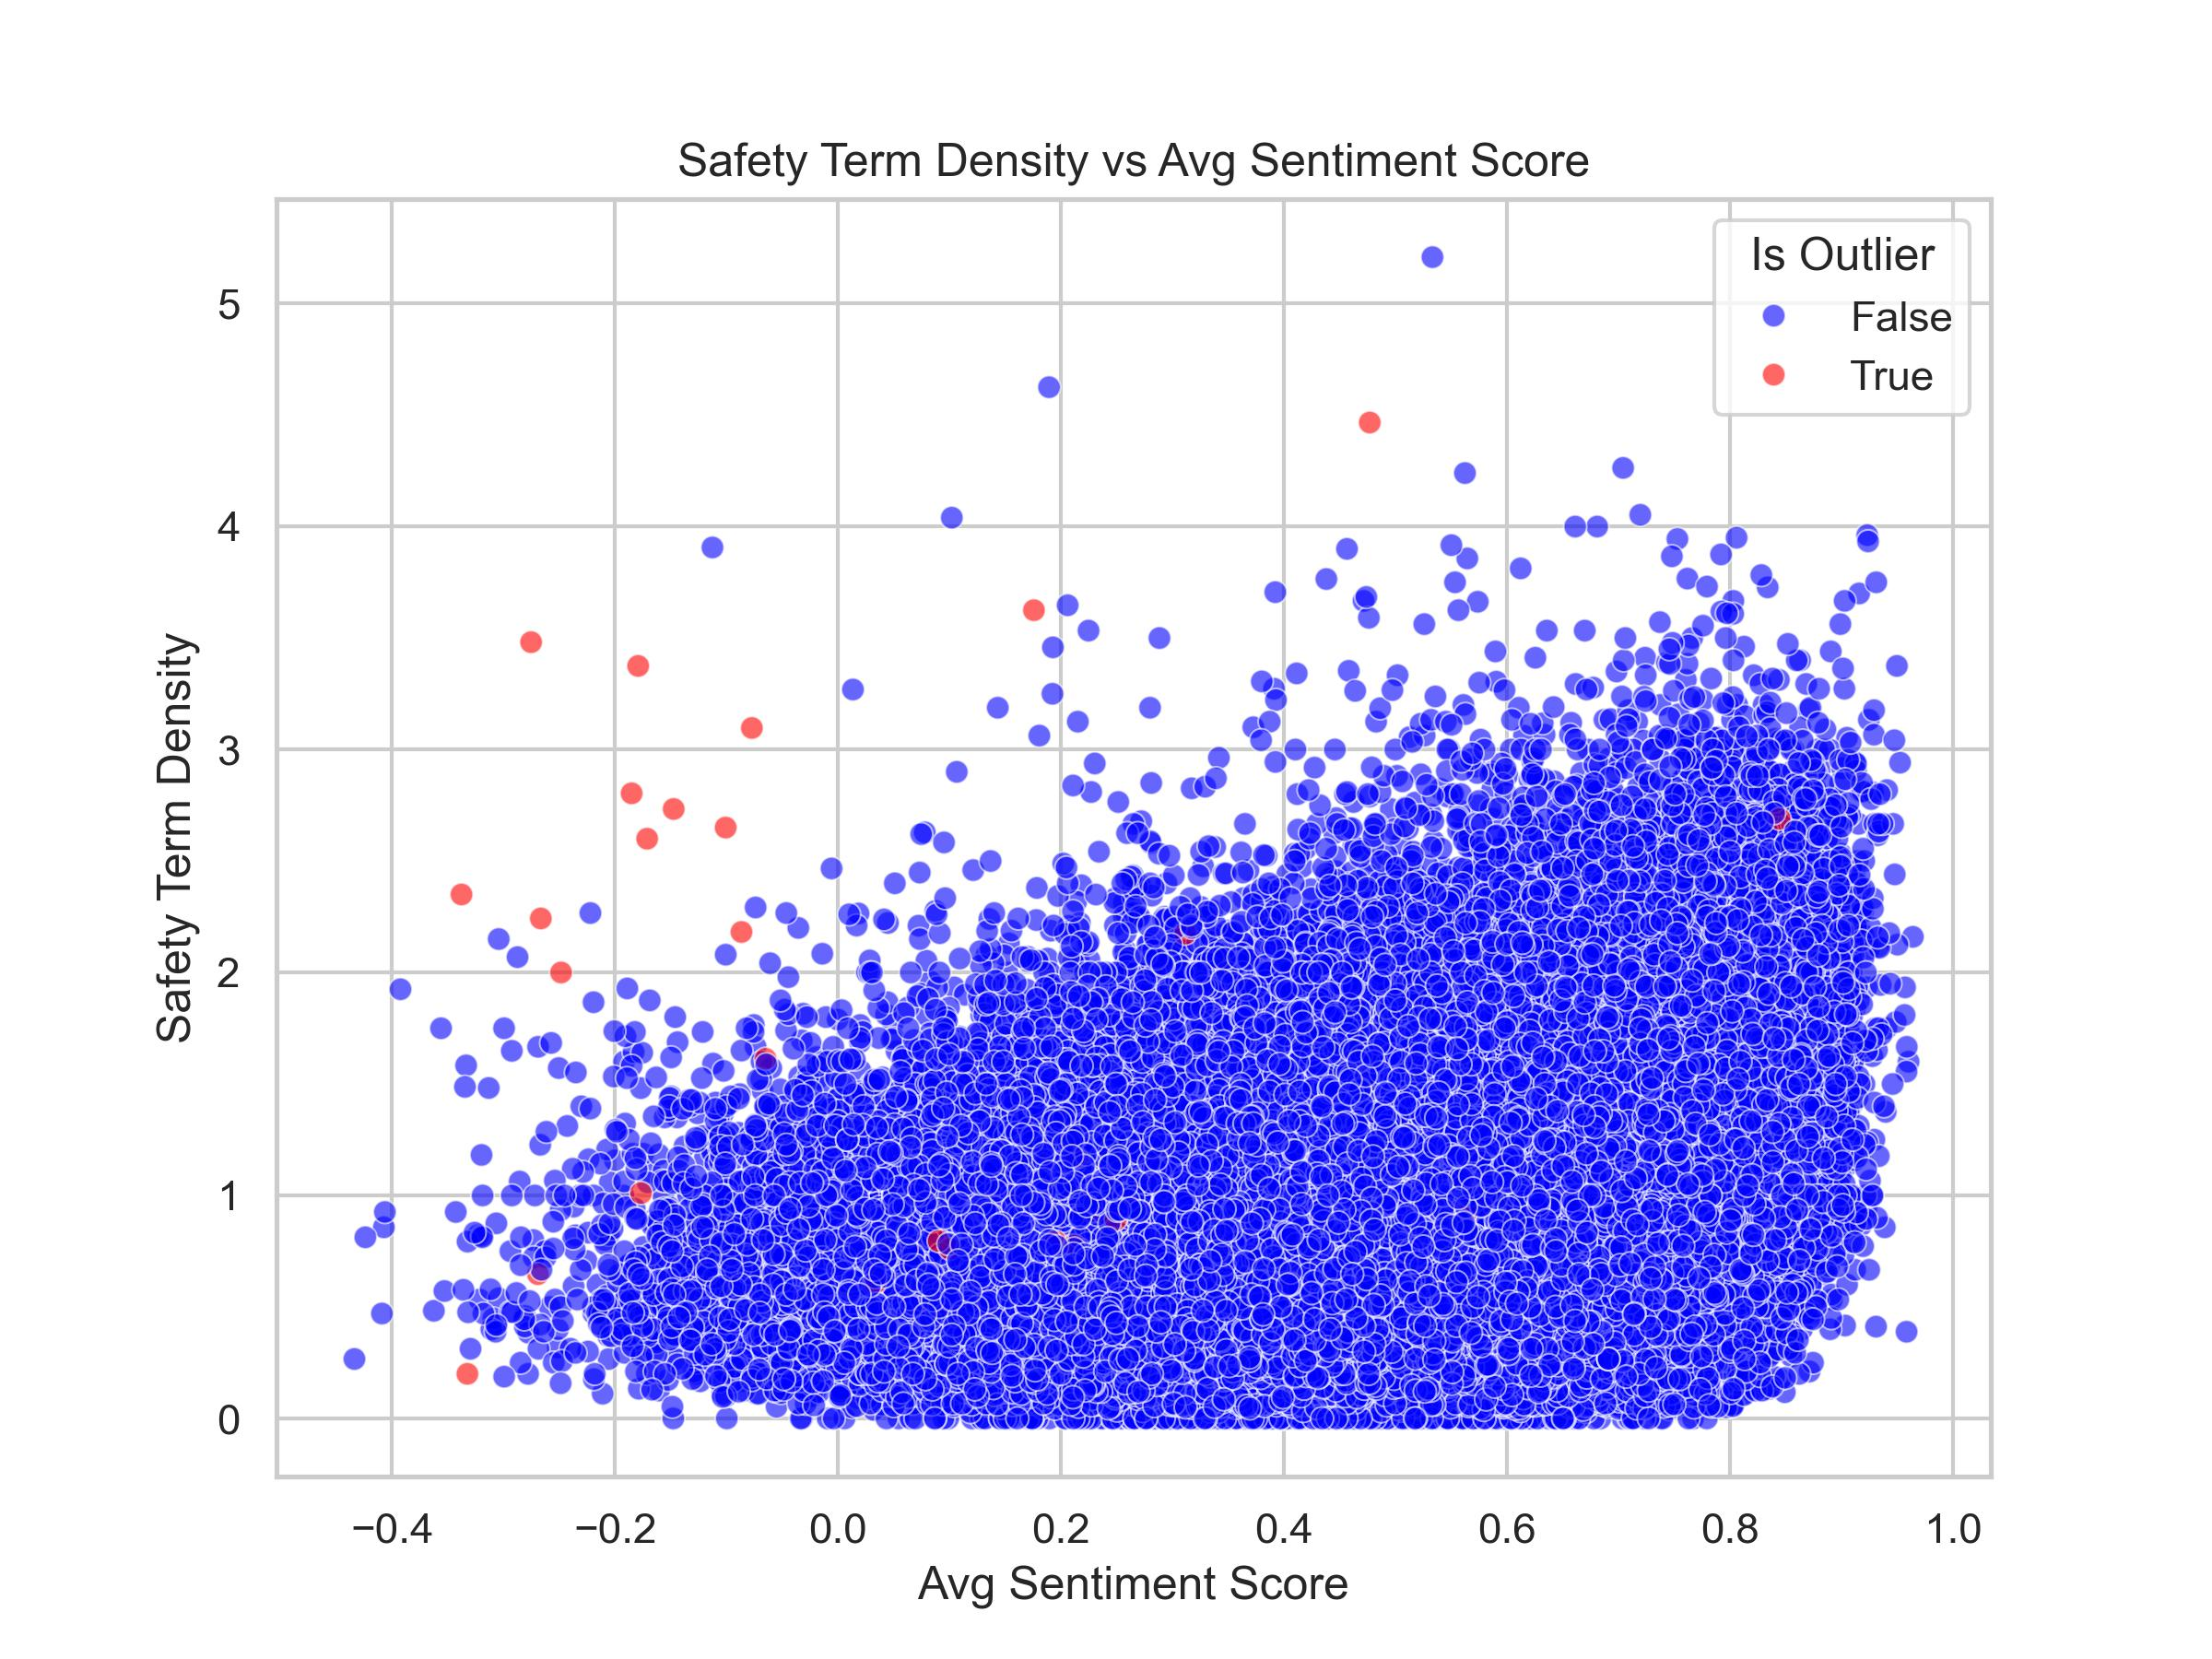 Safety Term Density vs Avg Sentiment Score
Is Outlier
False
True
5
4
3
2
1
0
Safety Term Density
−0.4
−0.2
0.0
0.2
0.4
0.6
0.8
1.0
Avg Sentiment Score